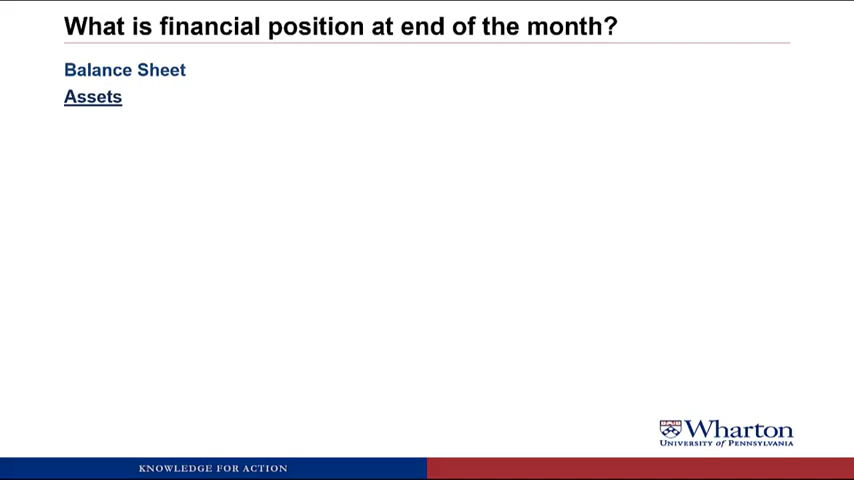 What is financial position at end of the month?
Balance Sheet
Assets
Wharton
UNIVERSITY of PENNSYLVANIA
KNOWLEDGE FOR ACTION